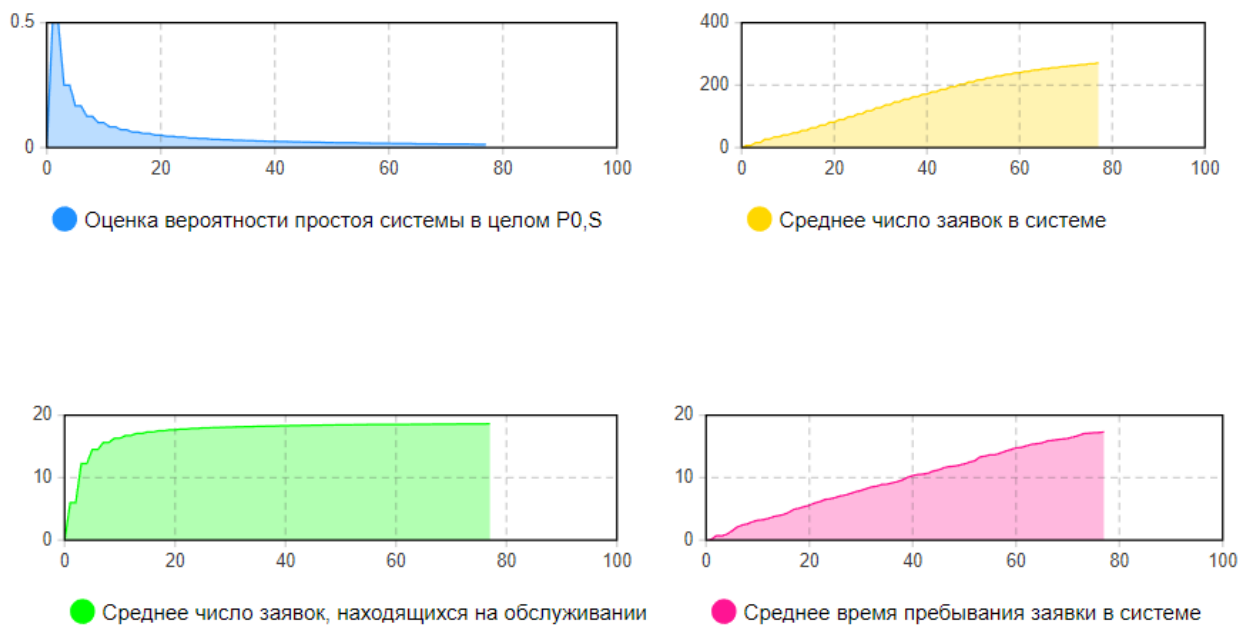 0.5
0
0 20 40 60 80 100
Оценка вероятности простоя системы в целом P0,S
400
200
0
0 20 40 60 80 100
Среднее число заявок в системе
20
10
0
0 20 40 60 80 100
Среднее число заявок, находящихся на обслуживании
20
10
0
0 20 40 60 80 100
Среднее время пребывания заявки в системе